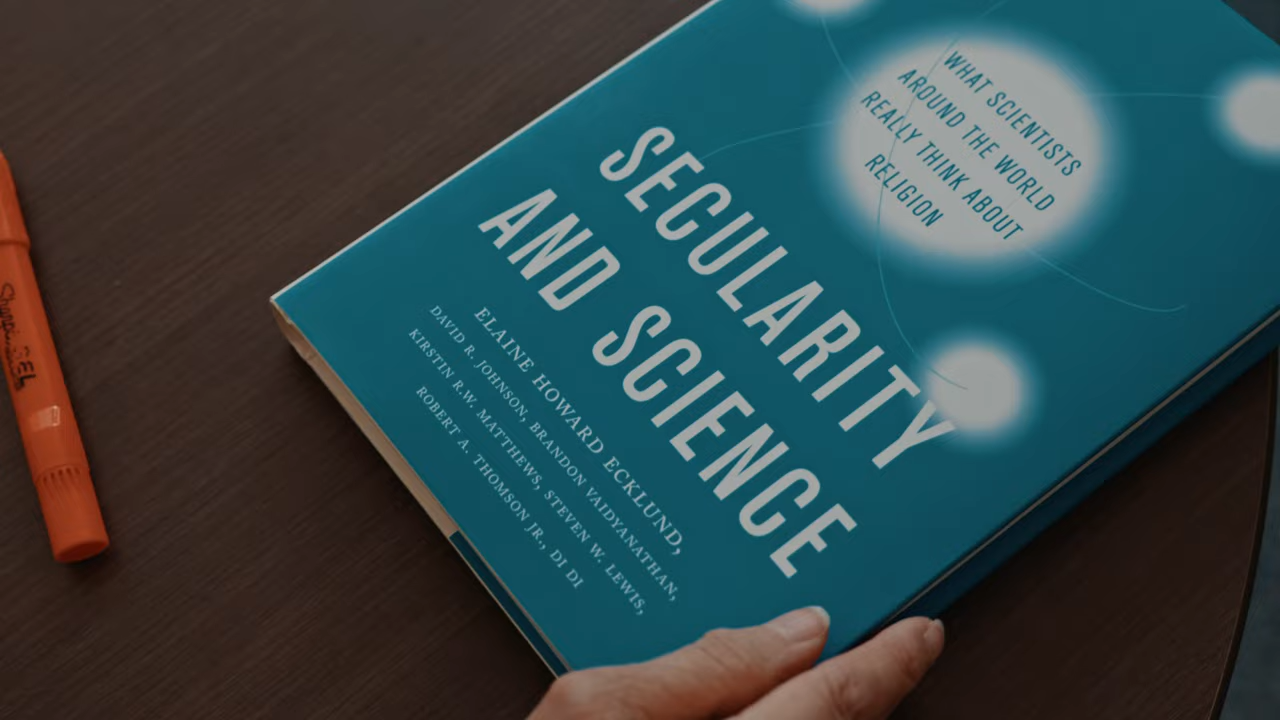 WHAT SCIENTISTS
AROUND THE WORLD
REALLY THINK ABOUT
RELIGION
SECULARITY
AND SCIENCE
ELAINE HOWARD ECKLUND,
DAVID R. JOHNSON, BRANDON VAIDYANATHAN,
KIRSTIN R.W. MATTHEWS, STEVEN W. LEWIS,
ROBERT A. THOMSON JR., DI DI
Sharpie GEL